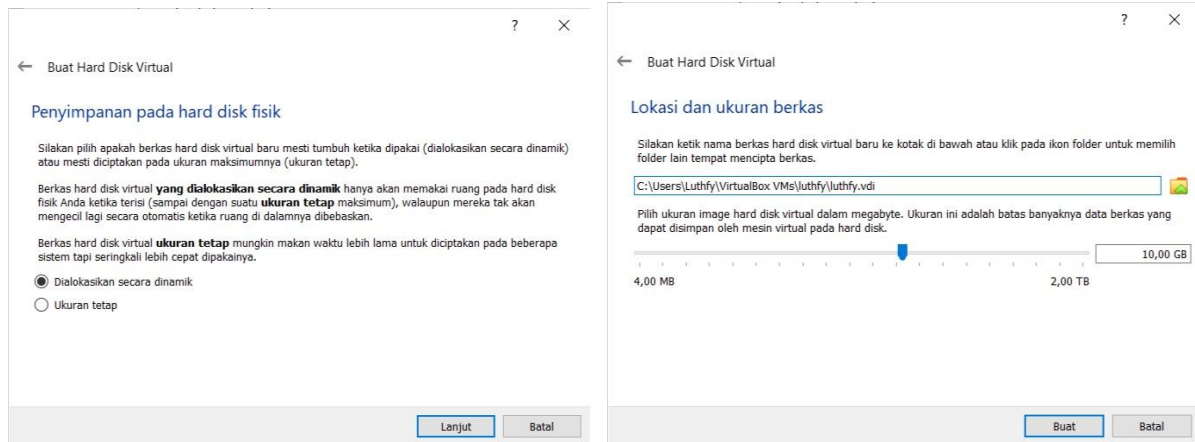 ?
Buat Hard Disk Virtual
Penyimpanan pada hard disk fisik
Silakan pilih apakah berkas hard disk virtual baru mesti tumbuh ketika dipakai (dialokasikan secara dinamik)
atau mesti diciptakan pada ukuran maksimumnya (ukuran tetap).
Berkas hard disk virtual yang dialokasikan secara dinamik hanya akan memakai ruang pada hard disk
fisik Anda ketika terisi (sampai dengan suatu ukuran tetap maksimum), walaupun mereka tak akan
mengecil lagi secara otomatis ketika ruang di dalamnya dibebaskan.
Berkas hard disk virtual ukuran tetap mungkin makan waktu lebih lama untuk diciptakan pada beberapa
sistem tapi seringkali lebih cepat dipakainya.
Dialokasikan secara dinamik
Ukuran tetap
Lanjut Batal
?
Buat Hard Disk Virtual
Lokasi dan ukuran berkas
Silakan ketik nama berkas hard disk virtual baru ke kotak di bawah atau klik pada ikon folder untuk memilih
folder lain tempat mencipta berkas.
C:\Users\Luthfy\VirtualBox VMs\luthfy\luthfy.vdi
Pilih ukuran image hard disk virtual dalam megabyte. Ukuran ini adalah batas banyaknya data berkas yang
dapat disimpan oleh mesin virtual pada hard disk.
10,00 GB
4,00 MB 2,00 TB
Buat Batal